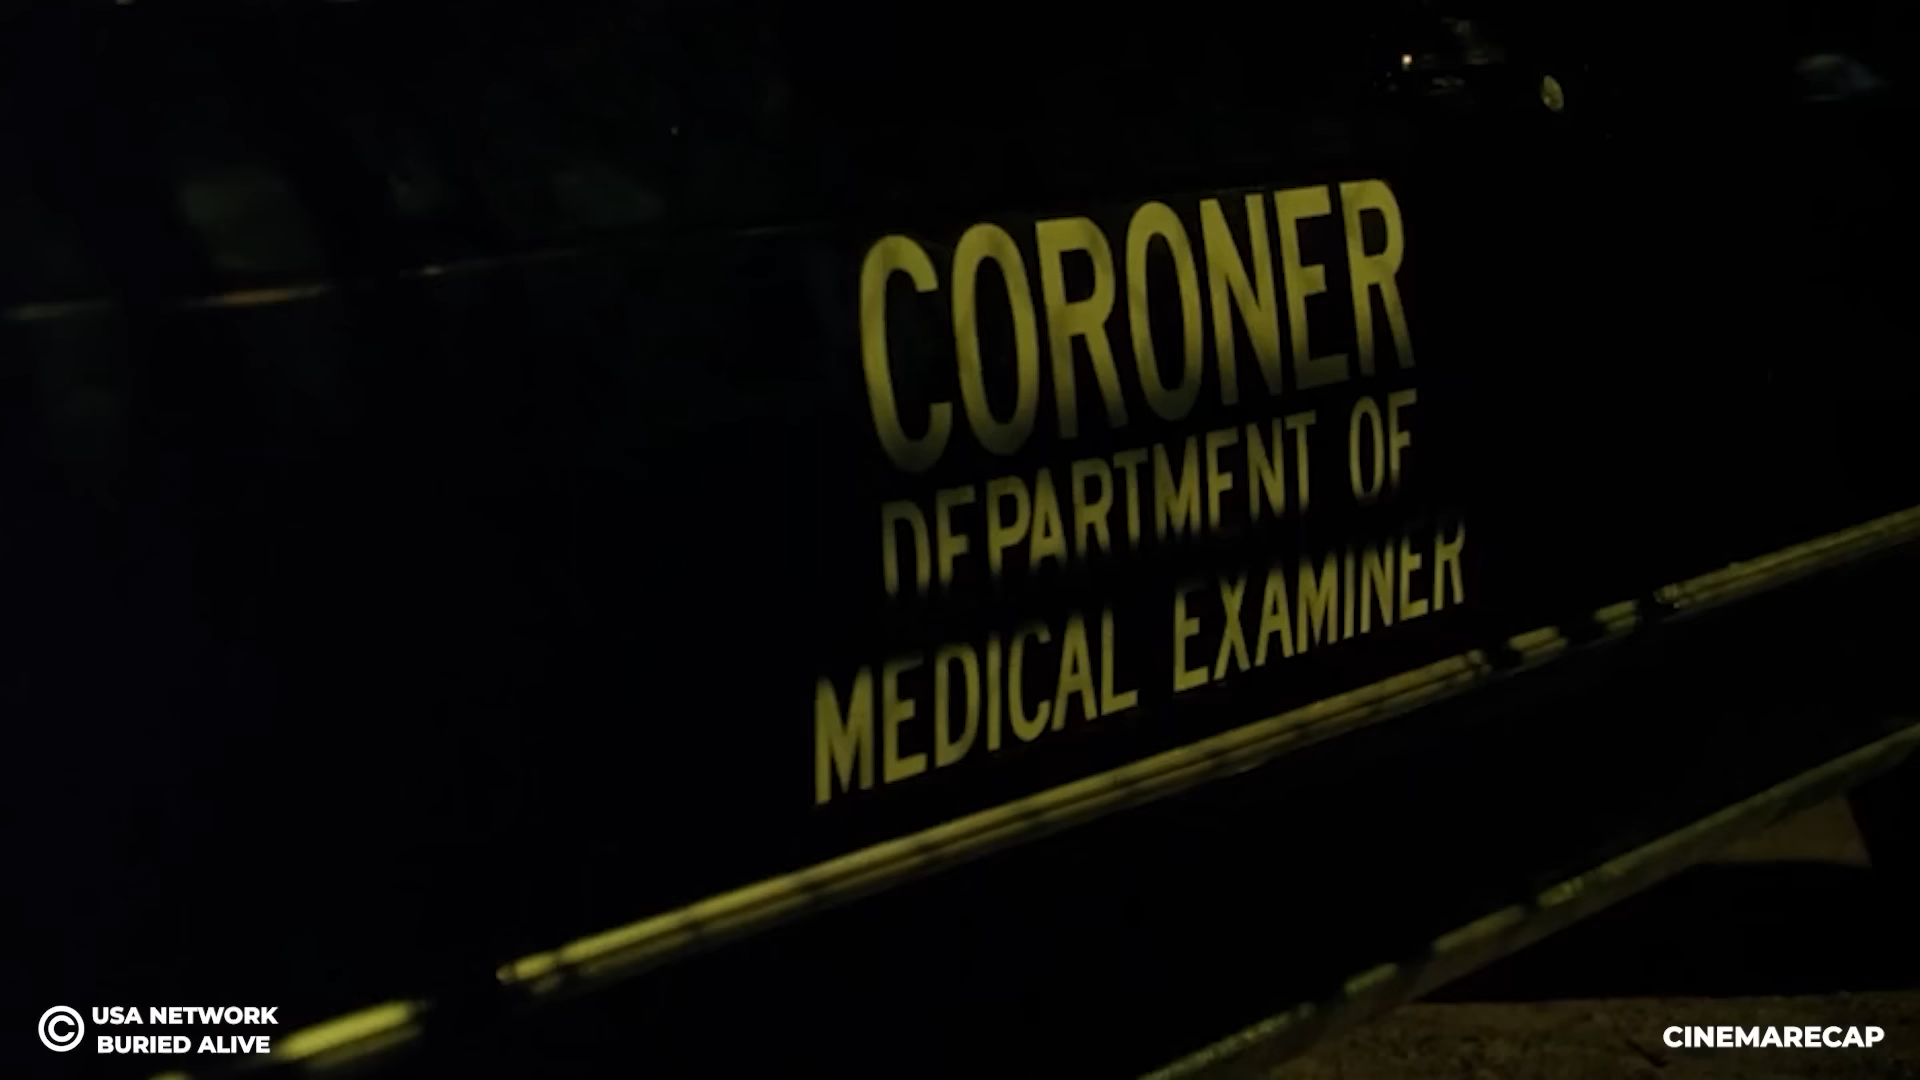 CORONER
DEPARTMENT OF
MEDICAL EXAMINER
© USA NETWORK
BURIED ALIVE
CINEMARECAP